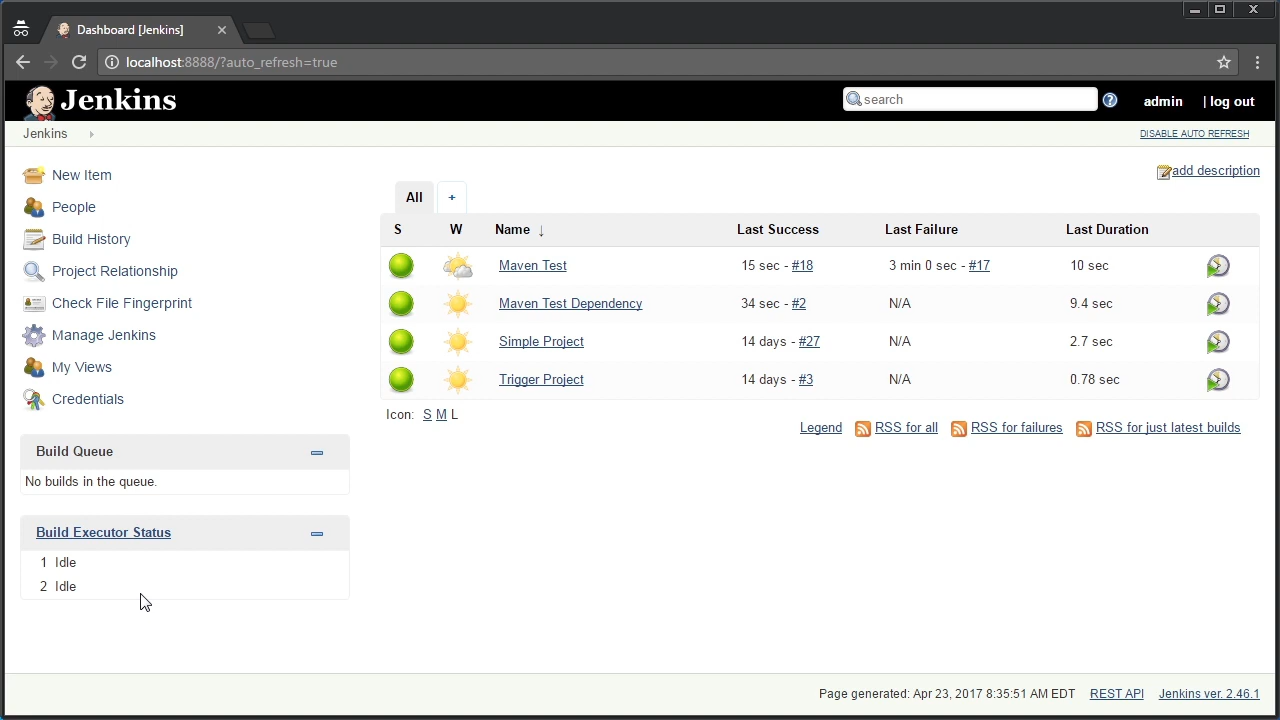 Dashboard [Jenkins]
localhost:8888/?auto_refresh=true
Jenkins
search
admin | log out
Jenkins
DISABLE AUTO REFRESH
New Item
People
Build History
Project Relationship
Check File Fingerprint
Manage Jenkins
My Views
Credentials
Build Queue
No builds in the queue.
Build Executor Status
1 Idle
2 Idle
add description
All +
S W Name ↓ Last Success Last Failure Last Duration
Maven Test 15 sec - #18 3 min 0 sec - #17 10 sec
Maven Test Dependency 34 sec - #2 N/A 9.4 sec
Simple Project 14 days - #27 N/A 2.7 sec
Trigger Project 14 days - #3 N/A 0.78 sec
Icon: S M L
Legend RSS for all RSS for failures RSS for just latest builds
Page generated: Apr 23, 2017 8:35:51 AM EDT REST API Jenkins ver. 2.46.1